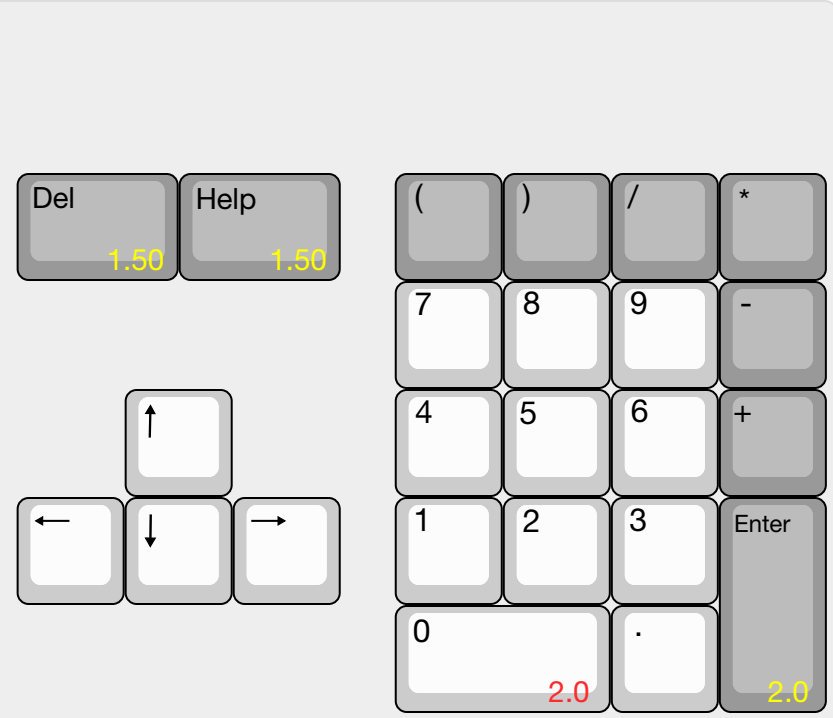 Del
1.50
Help
1.50
( ) / *
7 8 9 -
↑
4 5 6 +
← ↓ →
1 2 3 Enter
2.0
0
2.0
.